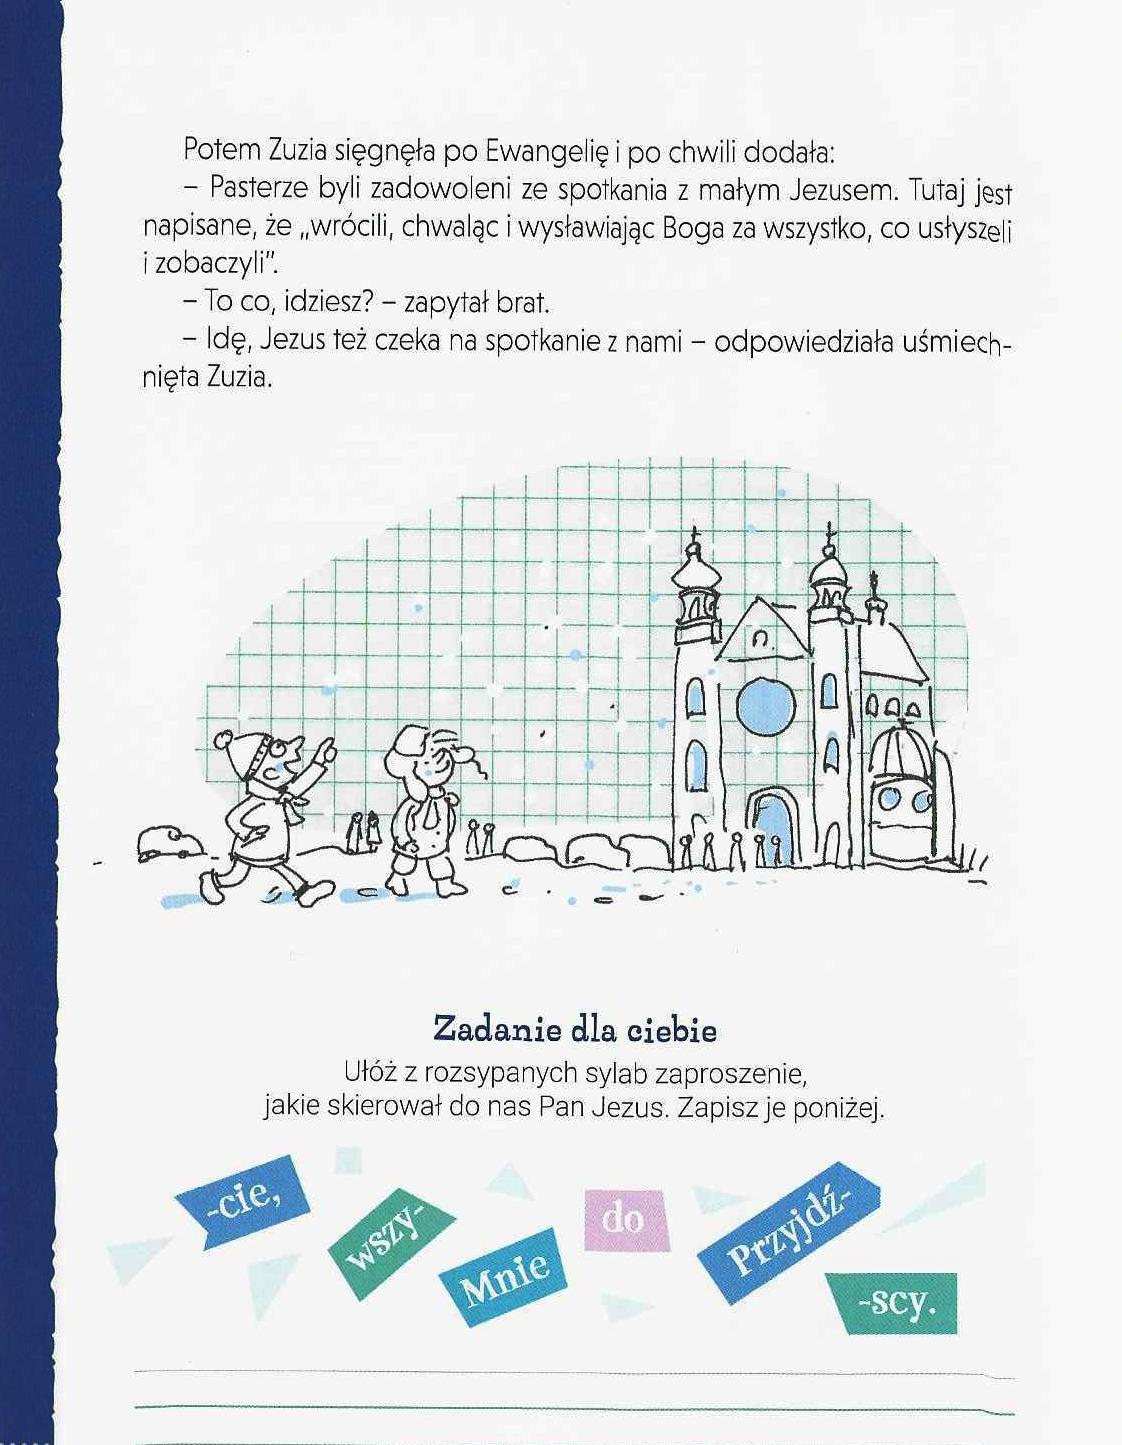 Potem Zuzia sięgnęła po Ewangelię i po chwili dodała:
– Pasterze byli zadowoleni ze spotkania z małym Jezusem. Tutaj jest
napisane, że „wrócili, chwaląc i wysławiając Boga za wszystko, co usłyszeli
i zobaczyli”.
– To co, idziesz? – zapytał brat.
– Idę, Jezus też czeka na spotkanie z nami – odpowiedziała uśmiech-
nięta Zuzia.
Zadanie dla ciebie
Ułóż z rozsypanych sylab zaproszenie,
jakie skierował do nas Pan Jezus. Zapisz je poniżej.
-cie,
wszy-
Mnie
do
Przyjdź-
-scy.